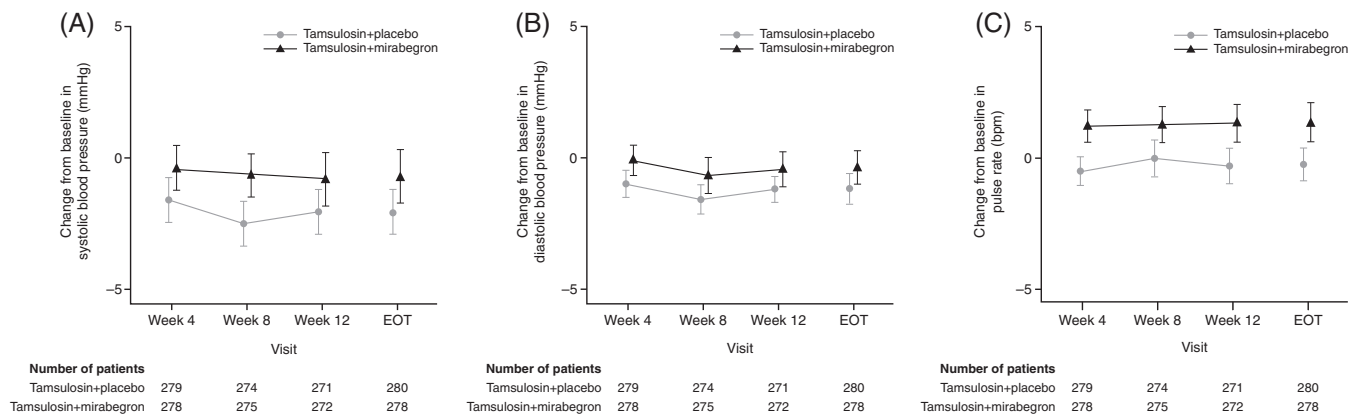 (A)
5
0
–5
Change from baseline in
systolic blood pressure (mmHg)
Tamsulosin+placebo
Tamsulosin+mirabegron
Week 4 Week 8 Week 12 EOT
Visit
Number of patients
Tamsulosin+placebo 279 274 271 280
Tamsulosin+mirabegron 278 275 272 278
(B)
5
0
–5
Change from baseline in
diastolic blood pressure (mmHg)
Tamsulosin+placebo
Tamsulosin+mirabegron
Week 4 Week 8 Week 12 EOT
Visit
Number of patients
Tamsulosin+placebo 279 274 271 280
Tamsulosin+mirabegron 278 275 272 278
(C)
5
0
–5
Change from baseline in
pulse rate (bpm)
Tamsulosin+placebo
Tamsulosin+mirabegron
Week 4 Week 8 Week 12 EOT
Visit
Number of patients
Tamsulosin+placebo 279 274 271 280
Tamsulosin+mirabegron 278 275 272 278